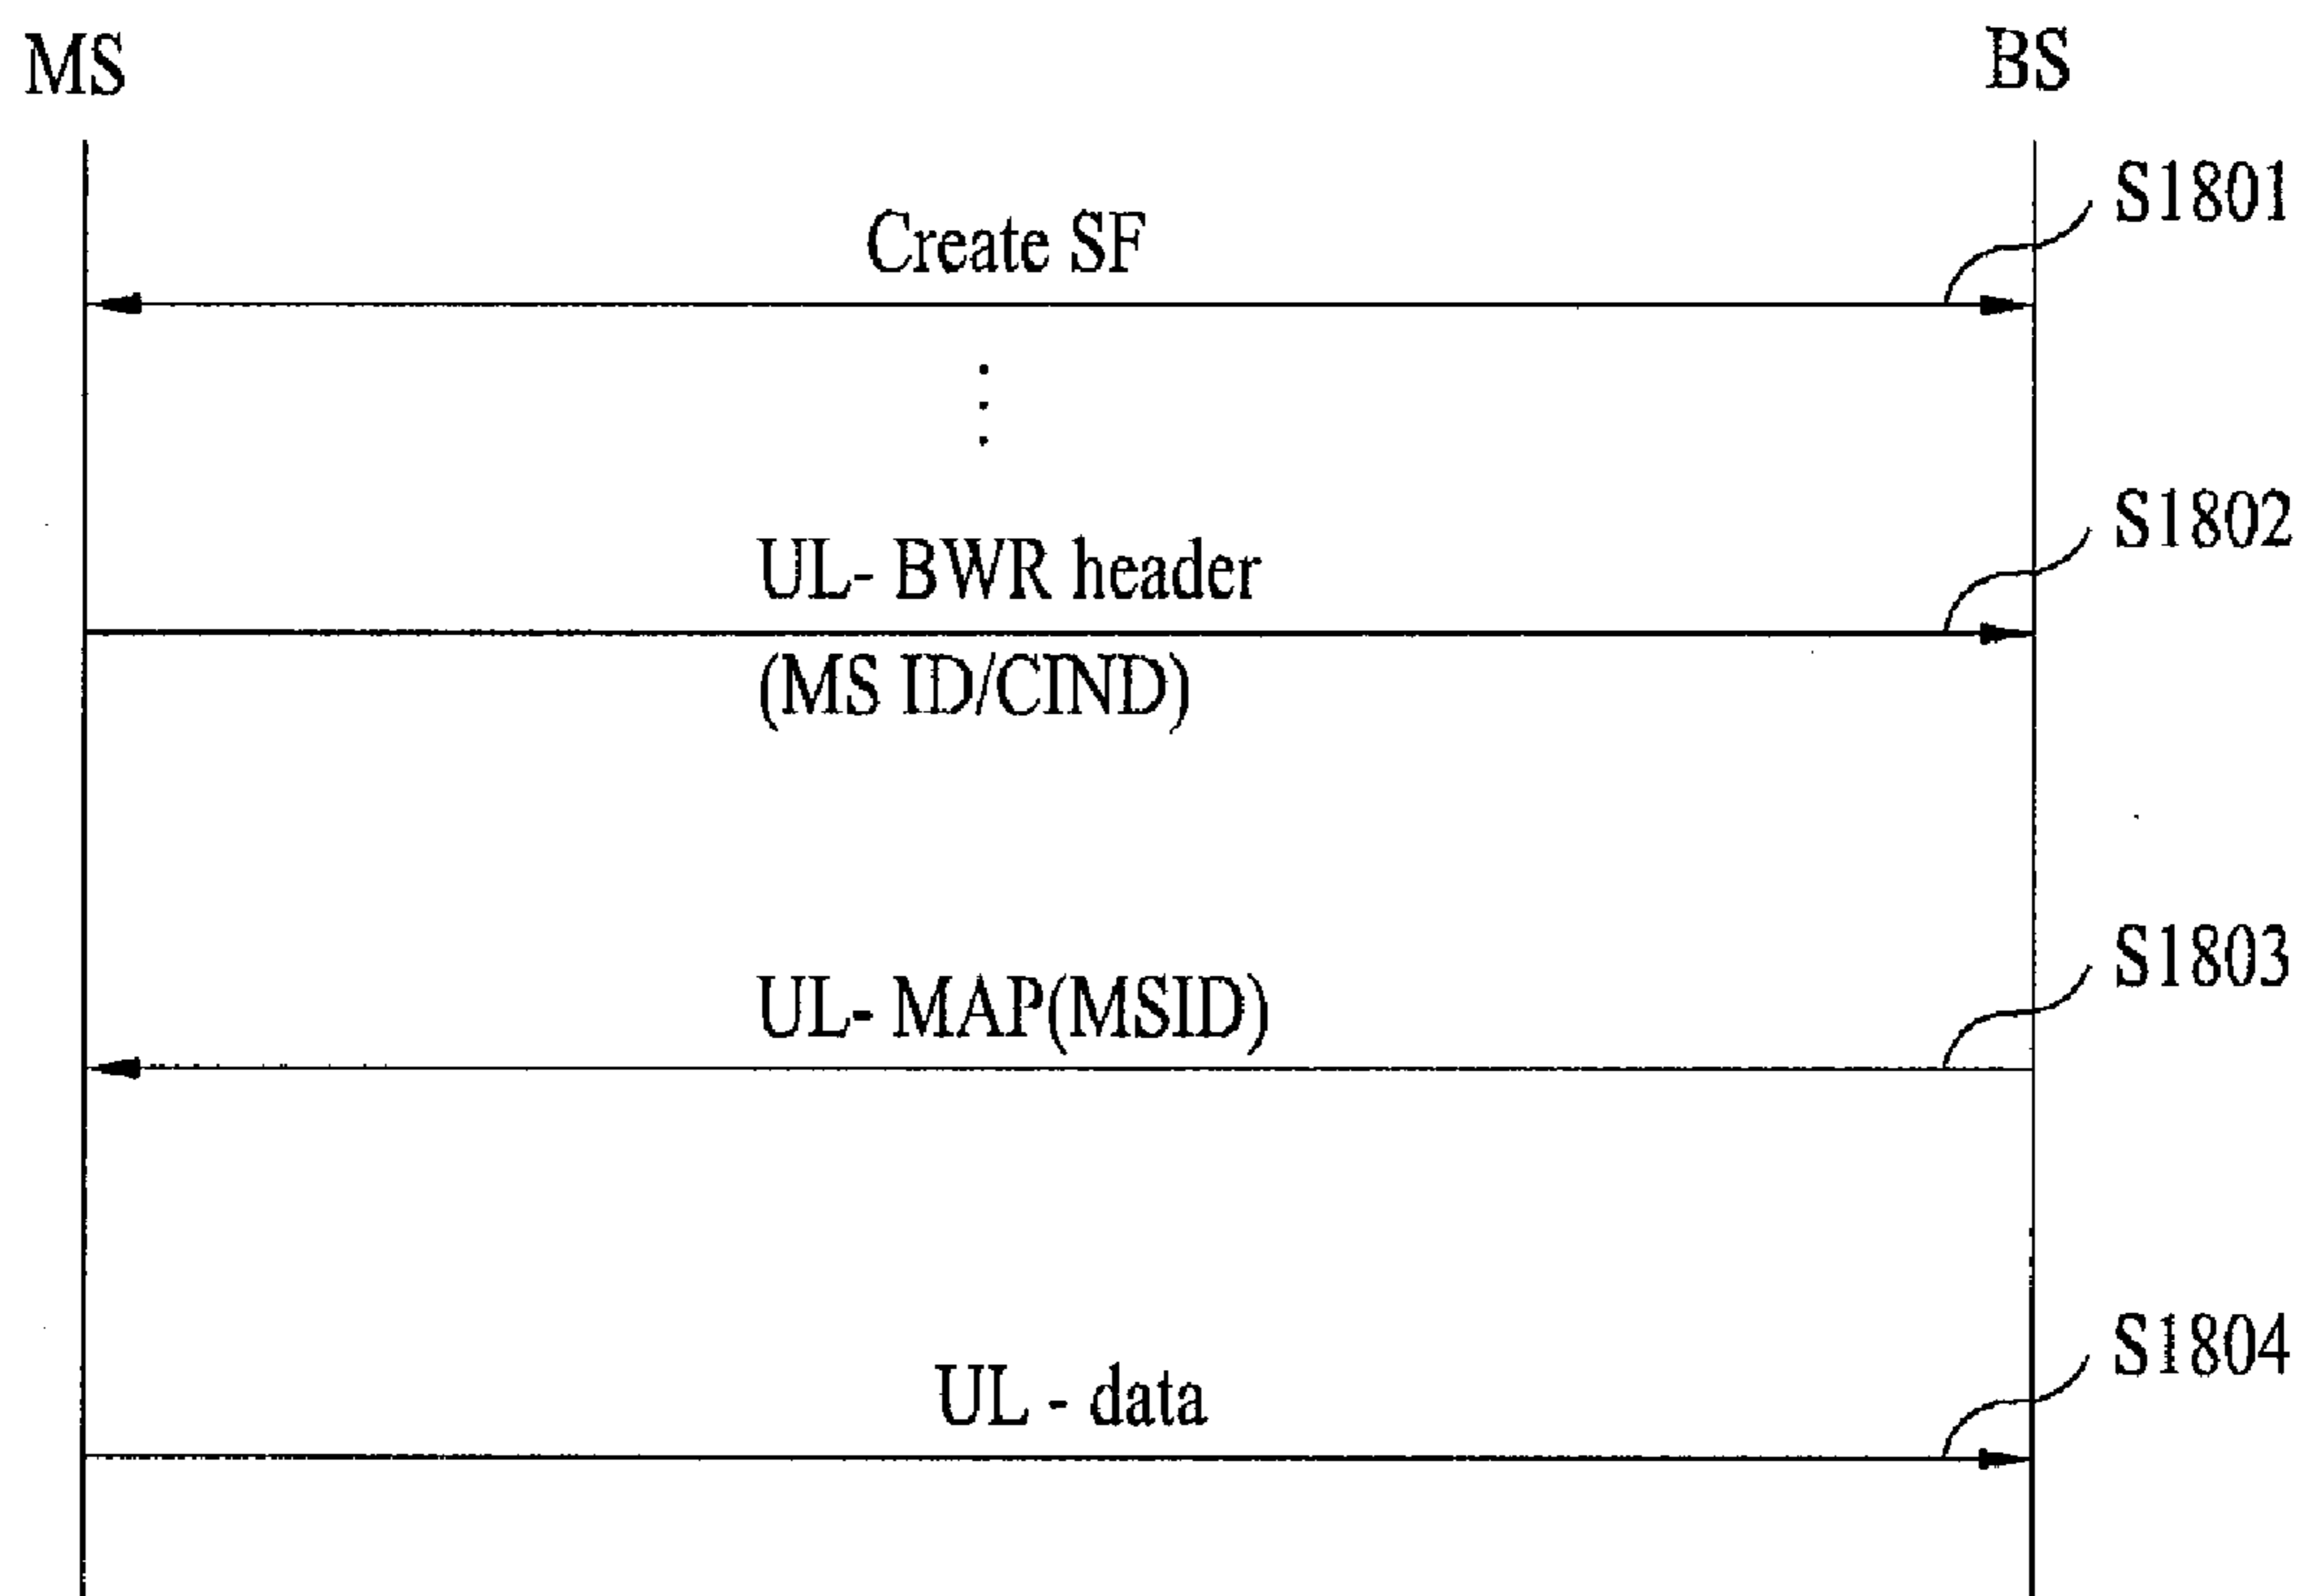 MS
BS
S1801
Create SF
S1802
UL- BWR header
(MS ID/CIND)
S1803
UL- MAP(MSID)
S1804
UL - data